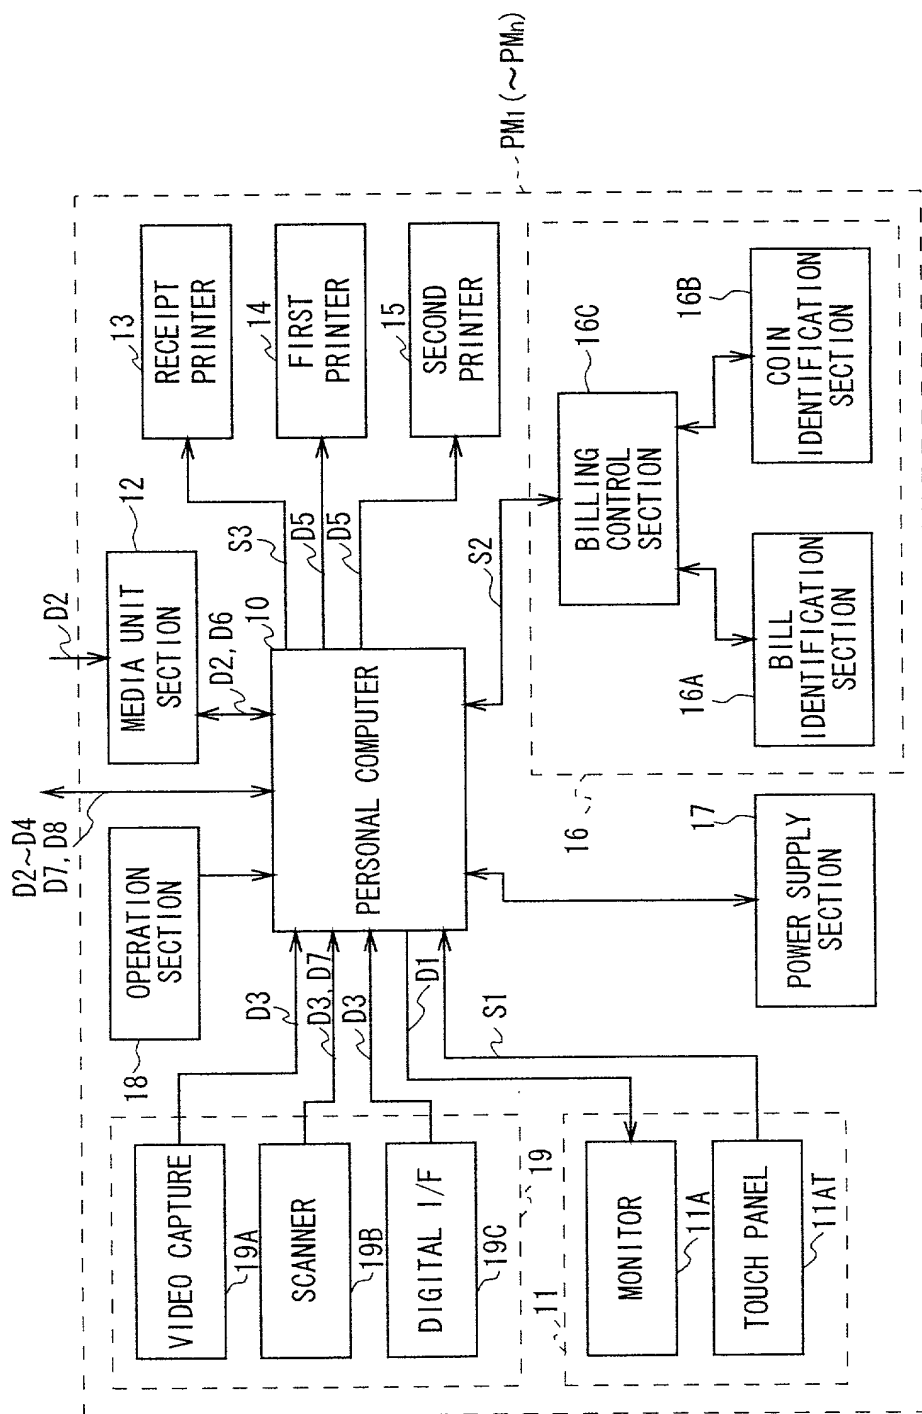 PM1 (~PMn)
D2~D4
D7, D8
D2
OPERATION
SECTION
18
MEDIA UNIT
SECTION
12
D2, D6
RECEIPT
PRINTER
13
S3
FIRST
PRINTER
14
D5
SECOND
PRINTER
15
D5
PERSONAL COMPUTER
10
VIDEO CAPTURE
19A
D3
SCANNER
19B
D3, D7
DIGITAL I/F
19C
D3
19
D1
S1
11
MONITOR
11A
TOUCH PANEL
11AT
S2
16
BILLING
CONTROL
SECTION
16C
BILL
IDENTIFICATION
SECTION
16A
COIN
IDENTIFICATION
SECTION
16B
POWER SUPPLY
SECTION
17